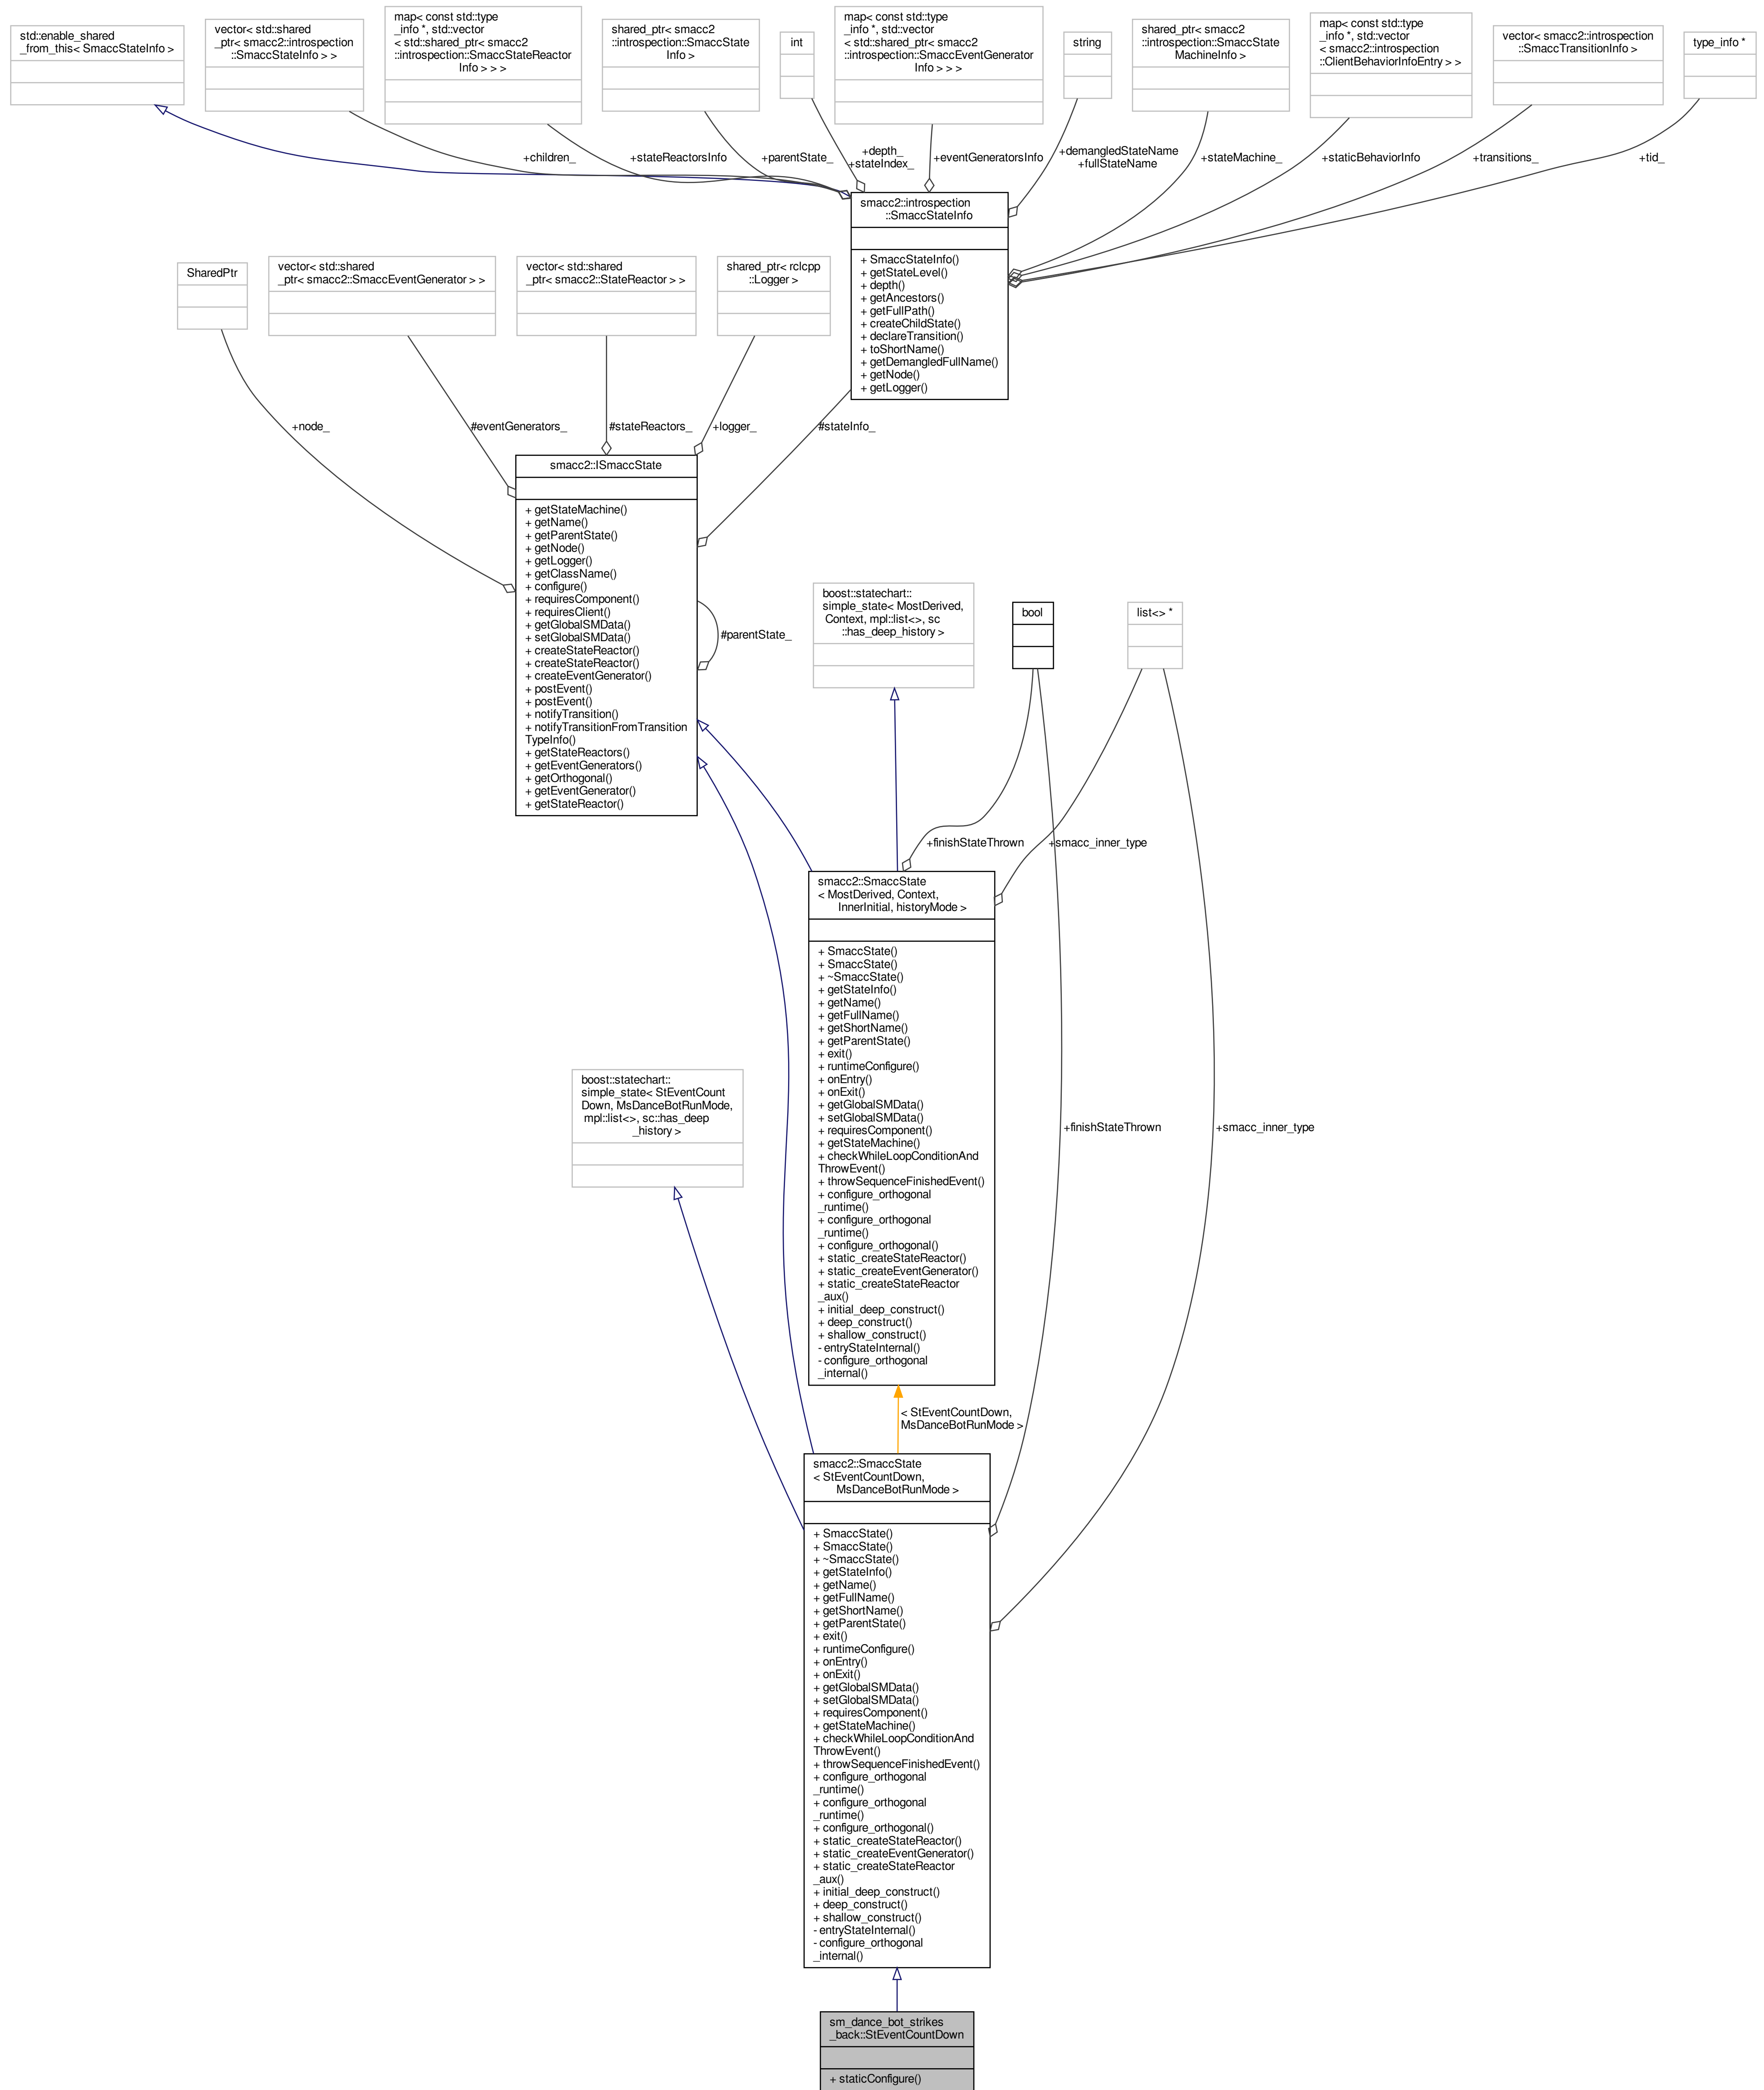 std::enable_shared
_from_this< SmaccStateInfo >
vector< std::shared
_ptr< smacc2::introspection
::SmaccStateInfo > >
map< const std::type
_info *, std::vector
< std::shared_ptr< smacc2
::introspection::SmaccStateReactor
Info > > >
shared_ptr< smacc2
::introspection::SmaccState
Info >
int
map< const std::type
_info *, std::vector
< std::shared_ptr< smacc2
::introspection::SmaccEventGenerator
Info > > >
string
shared_ptr< smacc2
::introspection::SmaccState
MachineInfo >
map< const std::type
_info *, std::vector
< smacc2::introspection
::ClientBehaviorInfoEntry > >
vector< smacc2::introspection
::SmaccTransitionInfo >
type_info *
+children_
+stateReactorsInfo
+parentState_
+depth_
+stateIndex_
+eventGeneratorsInfo
+demangledStateName
+fullStateName
+stateMachine_
+staticBehaviorInfo
+transitions_
+tid_
smacc2::introspection
::SmaccStateInfo
+ SmaccStateInfo()
+ getStateLevel()
+ depth()
+ getAncestors()
+ getFullPath()
+ createChildState()
+ declareTransition()
+ toShortName()
+ getDemangledFullName()
+ getNode()
+ getLogger()
SharedPtr
vector< std::shared
_ptr< smacc2::SmaccEventGenerator > >
vector< std::shared
_ptr< smacc2::StateReactor > >
shared_ptr< rclcpp
::Logger >
+node_
#eventGenerators_
#stateReactors_
+logger_
#stateInfo_
smacc2::ISmaccState
+ getStateMachine()
+ getName()
+ getParentState()
+ getNode()
+ getLogger()
+ getClassName()
+ configure()
+ requiresComponent()
+ requiresClient()
+ getGlobalSMData()
+ setGlobalSMData()
+ createStateReactor()
+ createStateReactor()
+ createEventGenerator()
+ postEvent()
+ postEvent()
+ notifyTransition()
+ notifyTransitionFromTransition
TypeInfo()
+ getStateReactors()
+ getEventGenerators()
+ getOrthogonal()
+ getEventGenerator()
+ getStateReactor()
#parentState_
boost::statechart::
simple_state< MostDerived,
Context, mpl::list<>, sc
::has_deep_history >
bool
list<> *
+finishStateThrown
+smacc_inner_type
smacc2::SmaccState
< MostDerived, Context,
InnerInitial, historyMode >
+ SmaccState()
+ SmaccState()
+ ~SmaccState()
+ getStateInfo()
+ getName()
+ getFullName()
+ getShortName()
+ getParentState()
+ exit()
+ runtimeConfigure()
+ onEntry()
+ onExit()
+ getGlobalSMData()
+ setGlobalSMData()
+ requiresComponent()
+ getStateMachine()
+ checkWhileLoopConditionAnd
ThrowEvent()
+ throwSequenceFinishedEvent()
+ configure_orthogonal
_runtime()
+ configure_orthogonal
_runtime()
+ configure_orthogonal()
+ static_createStateReactor()
+ static_createEventGenerator()
+ static_createStateReactor
_aux()
+ initial_deep_construct()
+ deep_construct()
+ shallow_construct()
- entryStateInternal()
- configure_orthogonal
_internal()
boost::statechart::
simple_state< StEventCount
Down, MsDanceBotRunMode,
mpl::list<>, sc::has_deep
_history >
+finishStateThrown
+smacc_inner_type
< StEventCountDown,
MsDanceBotRunMode >
smacc2::SmaccState
< StEventCountDown,
MsDanceBotRunMode >
+ SmaccState()
+ SmaccState()
+ ~SmaccState()
+ getStateInfo()
+ getName()
+ getFullName()
+ getShortName()
+ getParentState()
+ exit()
+ runtimeConfigure()
+ onEntry()
+ onExit()
+ getGlobalSMData()
+ setGlobalSMData()
+ requiresComponent()
+ getStateMachine()
+ checkWhileLoopConditionAnd
ThrowEvent()
+ throwSequenceFinishedEvent()
+ configure_orthogonal
_runtime()
+ configure_orthogonal
_runtime()
+ configure_orthogonal()
+ static_createStateReactor()
+ static_createEventGenerator()
+ static_createStateReactor
_aux()
+ initial_deep_construct()
+ deep_construct()
+ shallow_construct()
- entryStateInternal()
- configure_orthogonal
_internal()
sm_dance_bot_strikes
_back::StEventCountDown
+ staticConfigure()